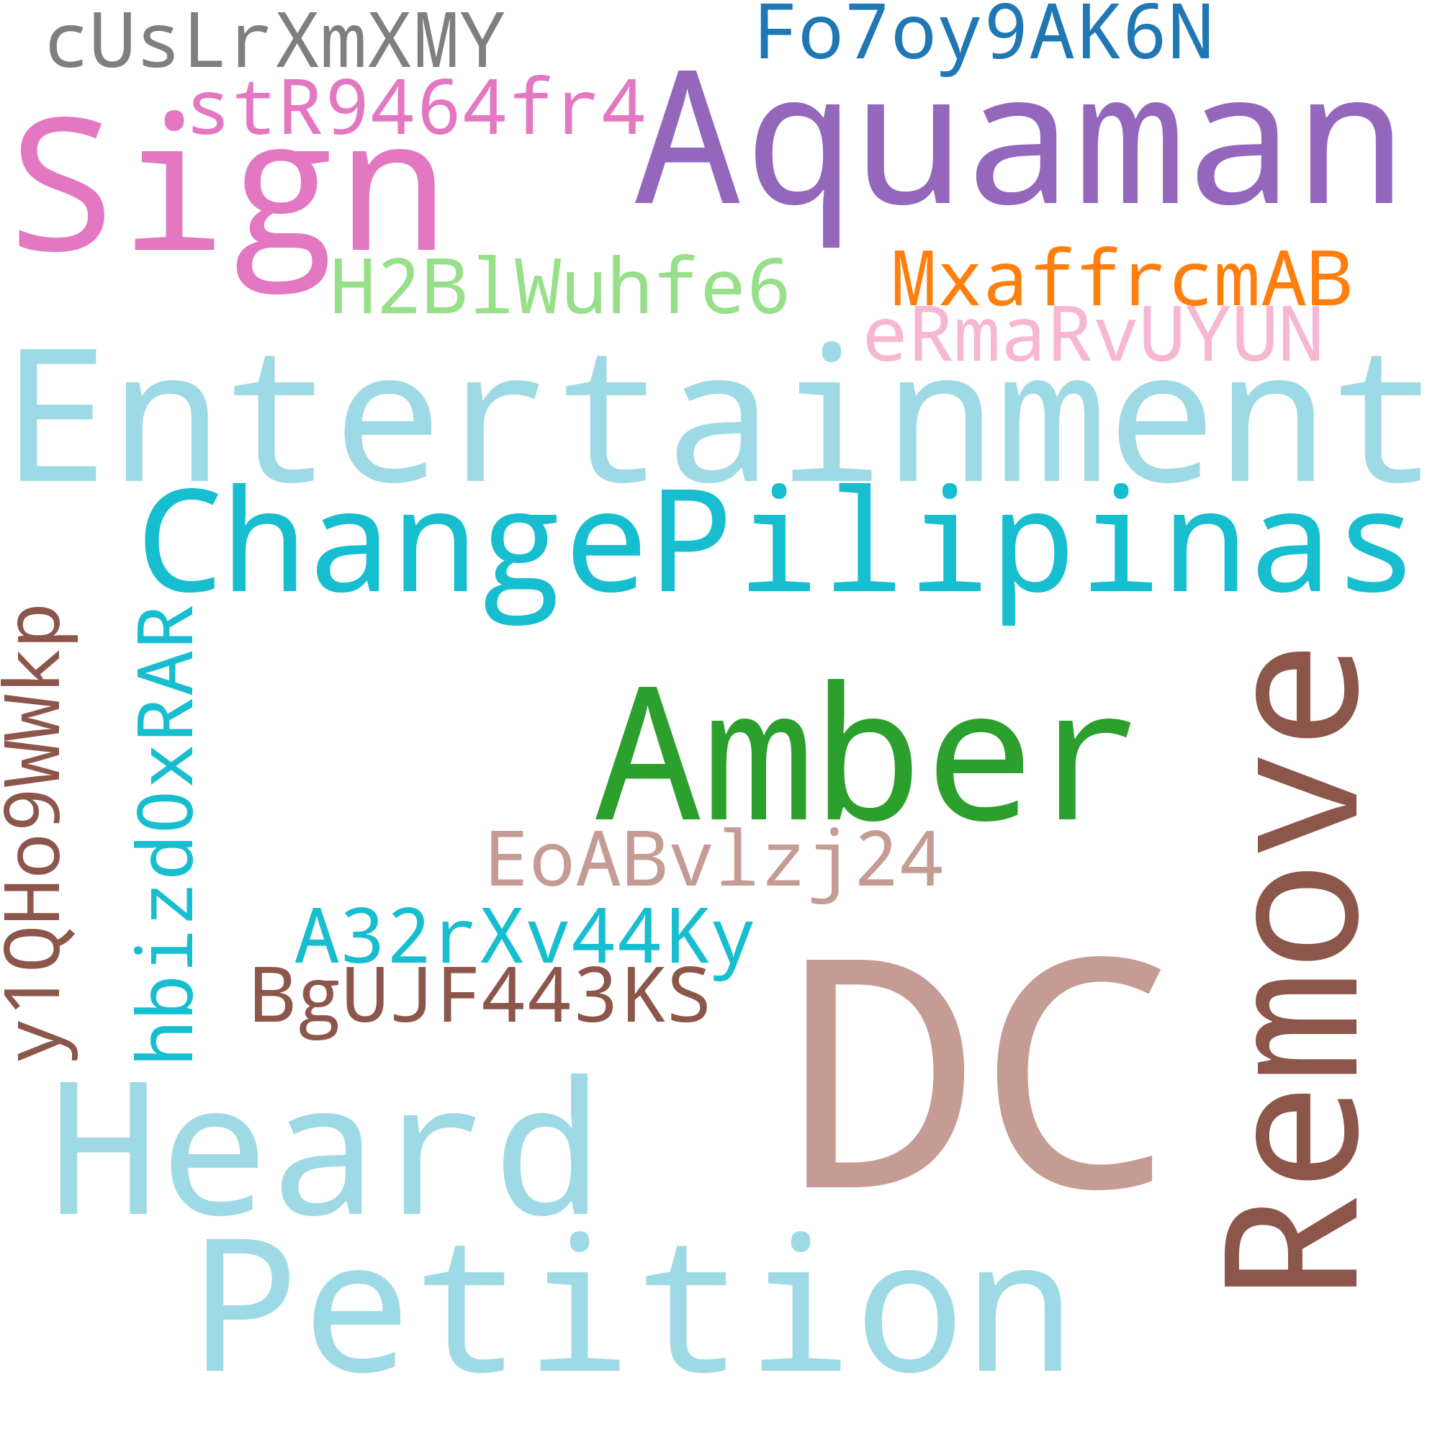 cUsLrXmXMY
Fo7oy9AK6N
stR9464fr4
Sign
Aquaman
H2BlWuhfe6
MxaffrcmAB
eRmaRvUYUN
Entertainment
ChangePilipinas
y1QHo9WWkp
hbizdOxRAR
Amber
Remove
EoABvlzj24
A32rXv44Ky
BgUJF443KS
DC
Heard
Petition